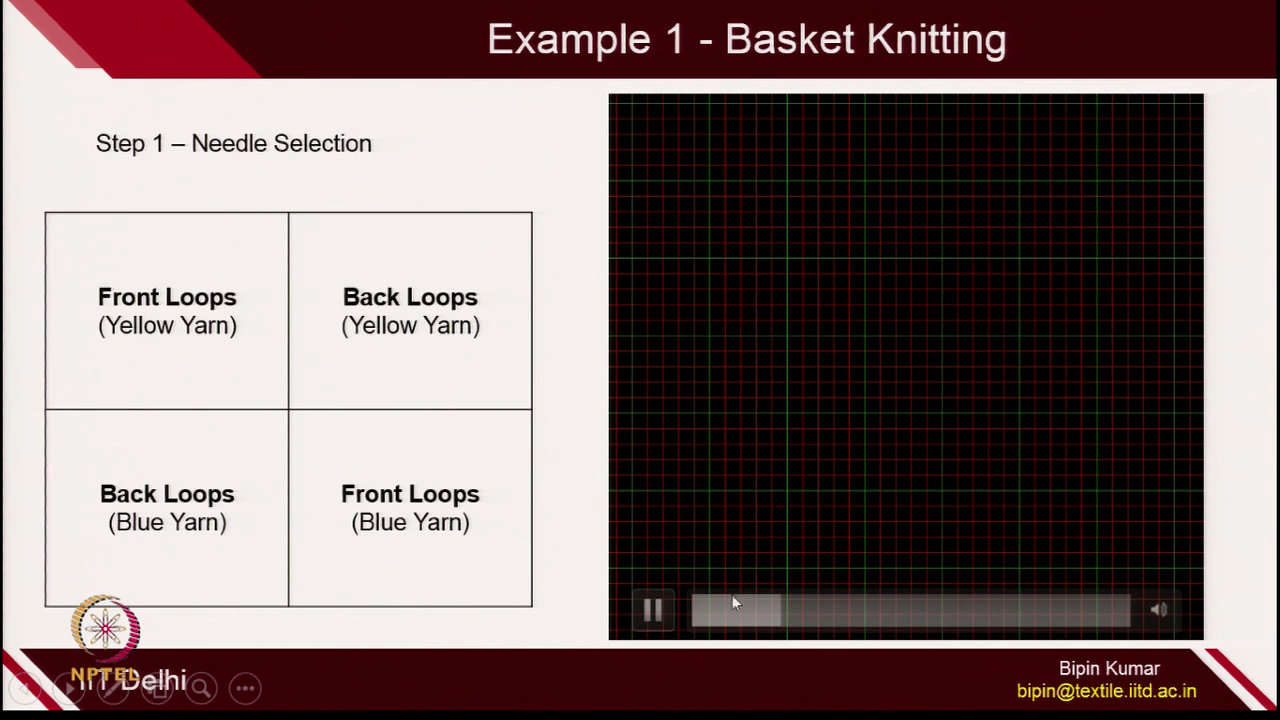 Example 1 - Basket Knitting
Step 1 – Needle Selection
Front Loops
(Yellow Yarn)
Back Loops
(Yellow Yarn)
Back Loops
(Blue Yarn)
Front Loops
(Blue Yarn)
NPTEL
IIT Delhi
Bipin Kumar
bipin@textile.iitd.ac.in